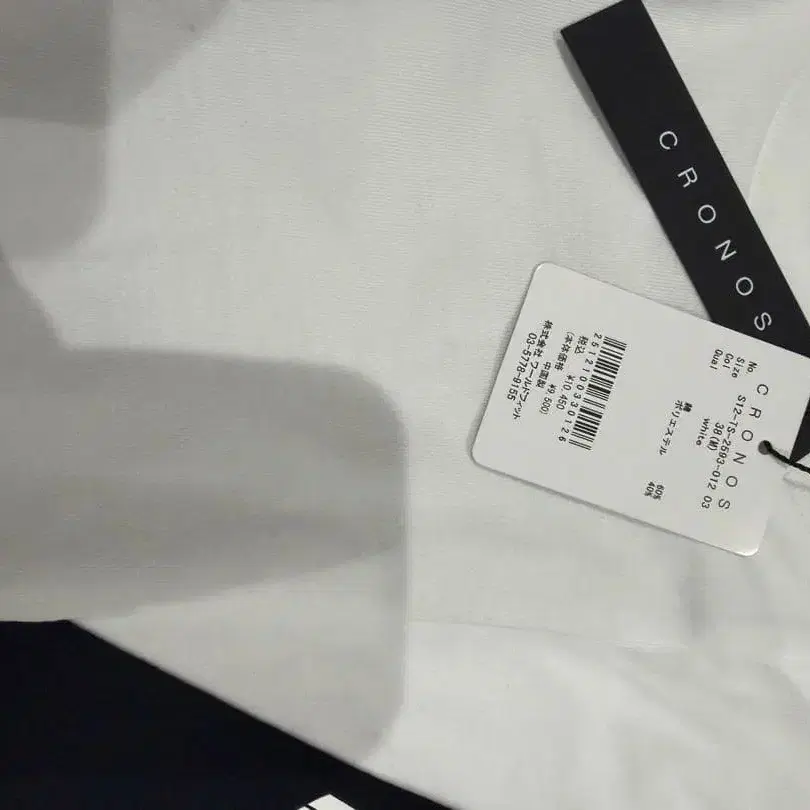 CRONOS
CRONOS
No. S12-TS-2593-012 03
Size 38(M)
Col White
Qual
綿 60%
ポリエステル 40%
2512100330126
税込 ¥10,450
(本体価格 ¥9,500)
中国製
株式会社 ワールドフィット
03-5778-9155